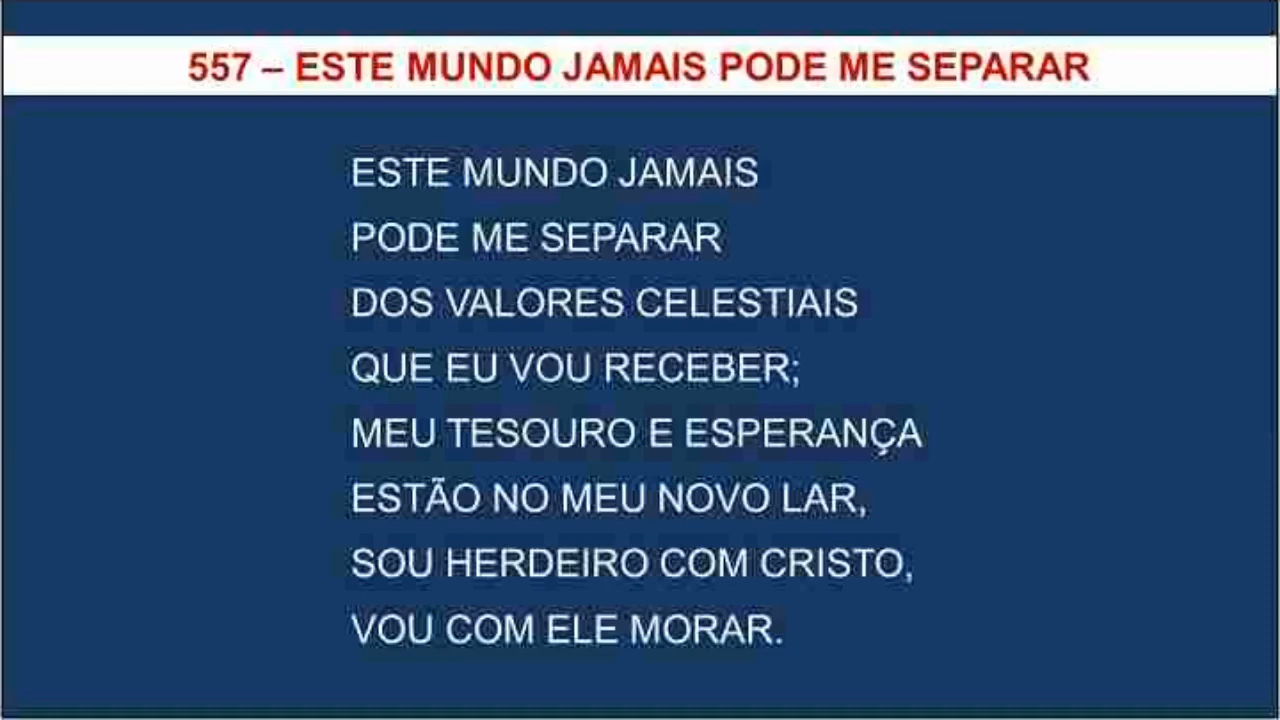 557 – ESTE MUNDO JAMAIS PODE ME SEPARAR
ESTE MUNDO JAMAIS
PODE ME SEPARAR
DOS VALORES CELESTIAIS
QUE EU VOU RECEBER;
MEU TESOURO E ESPERANÇA
ESTÃO NO MEU NOVO LAR,
SOU HERDEIRO COM CRISTO,
VOU COM ELE MORAR.